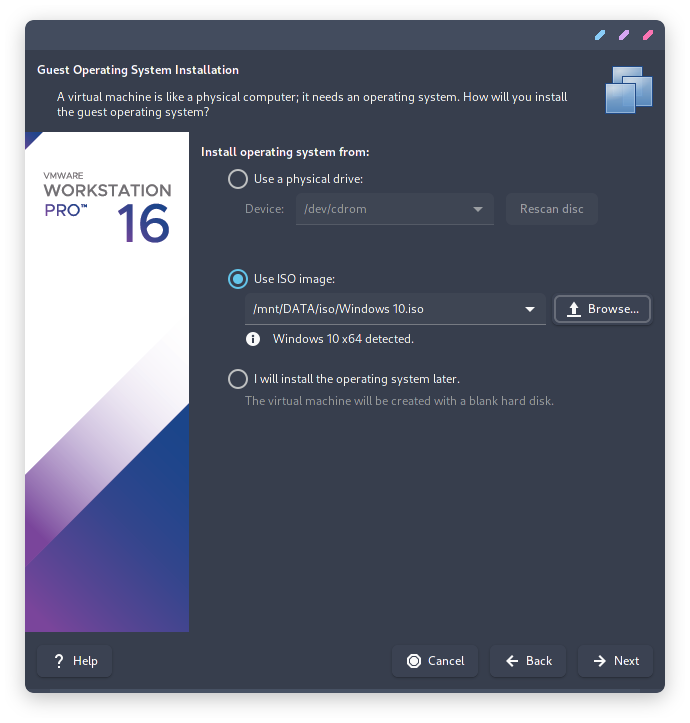 Guest Operating System Installation
A virtual machine is like a physical computer; it needs an operating system. How will you install
the guest operating system?
VMWARE
WORKSTATION
PRO™ 16
Install operating system from:
Use a physical drive:
Device: /dev/cdrom Rescan disc
Use ISO image:
/mnt/DATA/iso/Windows 10.iso Browse...
Windows 10 x64 detected.
I will install the operating system later.
The virtual machine will be created with a blank hard disk.
? Help Cancel Back Next